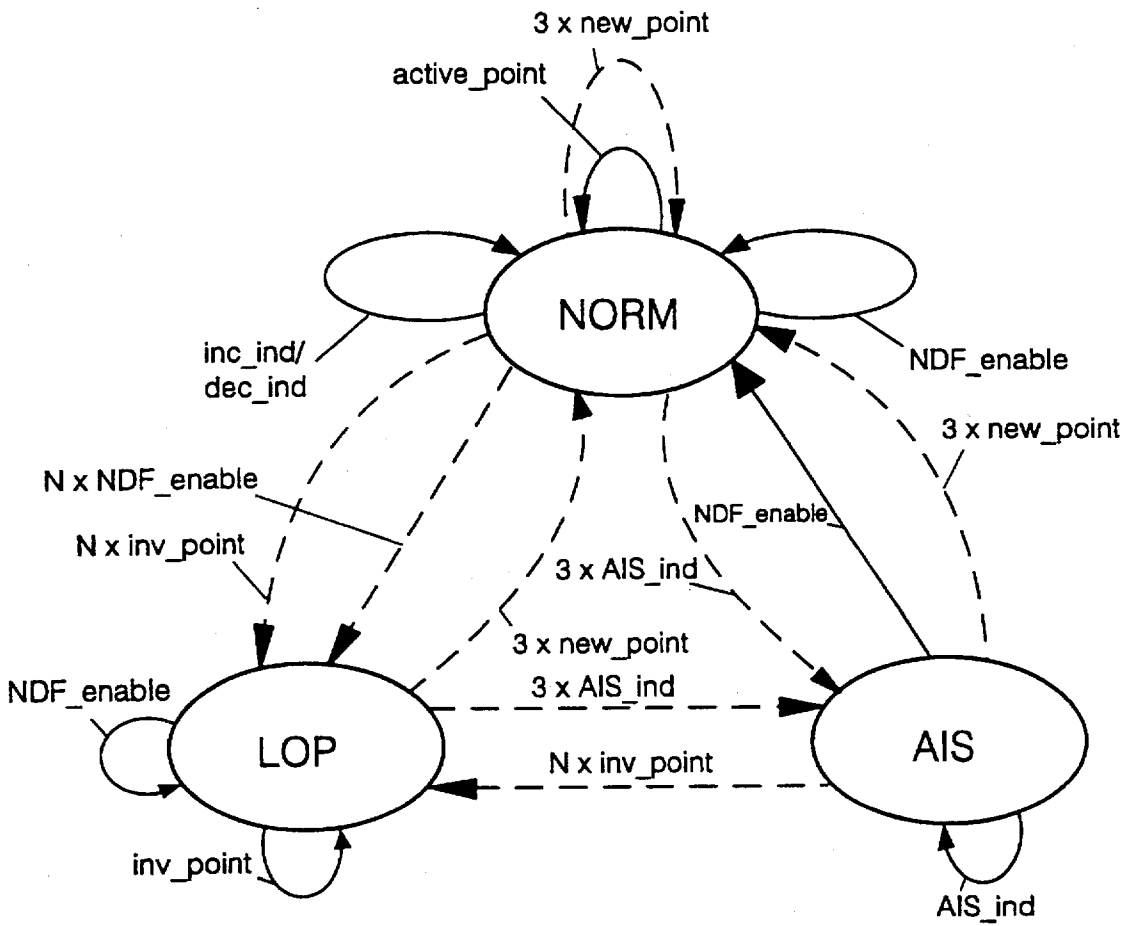 3 x new_point
active_point
NORM
inc_ind/
dec_ind
NDF_enable
3 x new_point
N x NDF_enable
NDF_enable
N x inv_point
3 x AIS_ind
3 x new_point
NDF_enable
3 x AIS_ind
LOP
AIS
N x inv_point
inv_point
AIS_ind